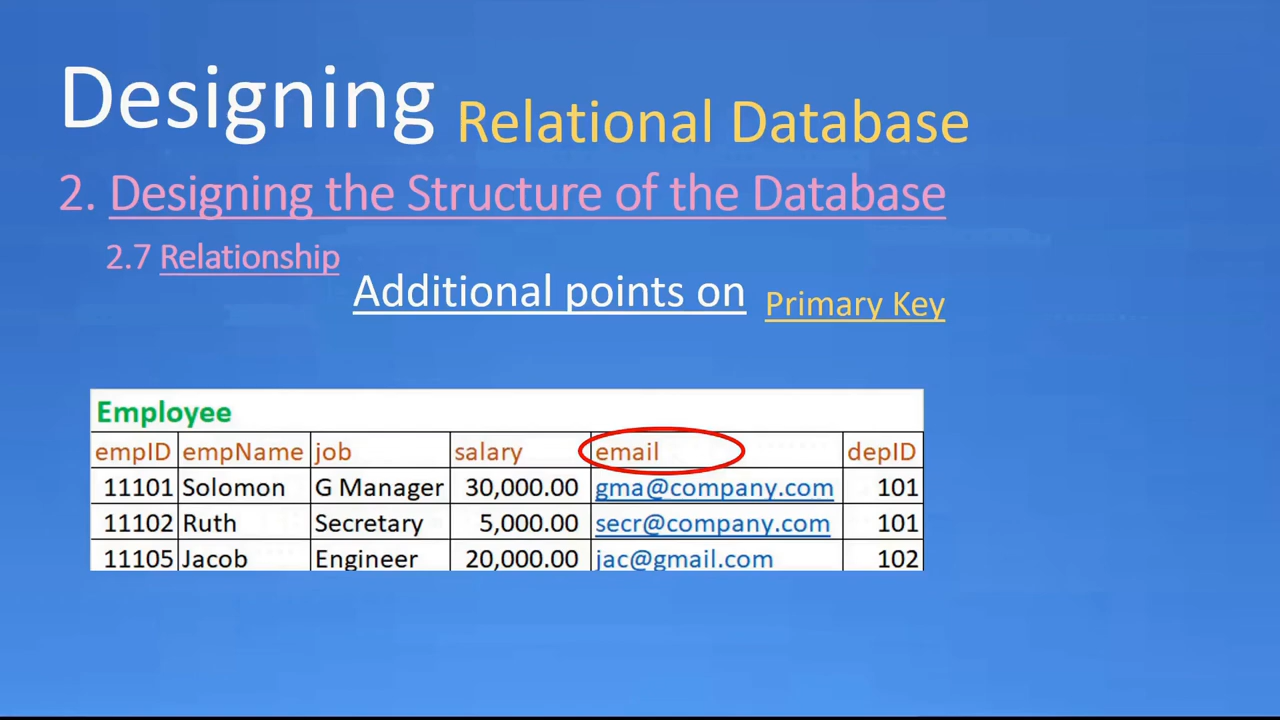 Designing Relational Database
2. Designing the Structure of the Database
2.7 Relationship
Additional points on Primary Key
Employee
empID empName job salary email depID
11101 Solomon G Manager 30,000.00 gma@company.com 101
11102 Ruth Secretary 5,000.00 secr@company.com 101
11105 Jacob Engineer 20,000.00 jac@gmail.com 102